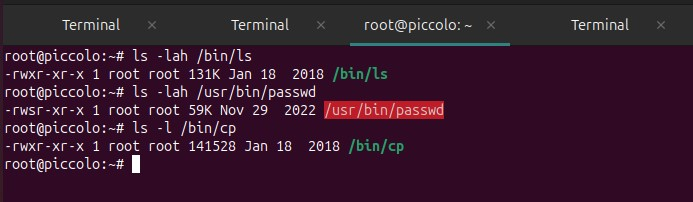 Terminal × Terminal × root@piccolo: ~ × Terminal ×
root@piccolo:~# ls -lah /bin/ls
-rwxr-xr-x 1 root root 131K Jan 18  2018 /bin/ls
root@piccolo:~# ls -lah /usr/bin/passwd
-rwsr-xr-x 1 root root 59K Nov 29  2022 /usr/bin/passwd
root@piccolo:~# ls -l /bin/cp
-rwxr-xr-x 1 root root 141528 Jan 18  2018 /bin/cp
root@piccolo:~#